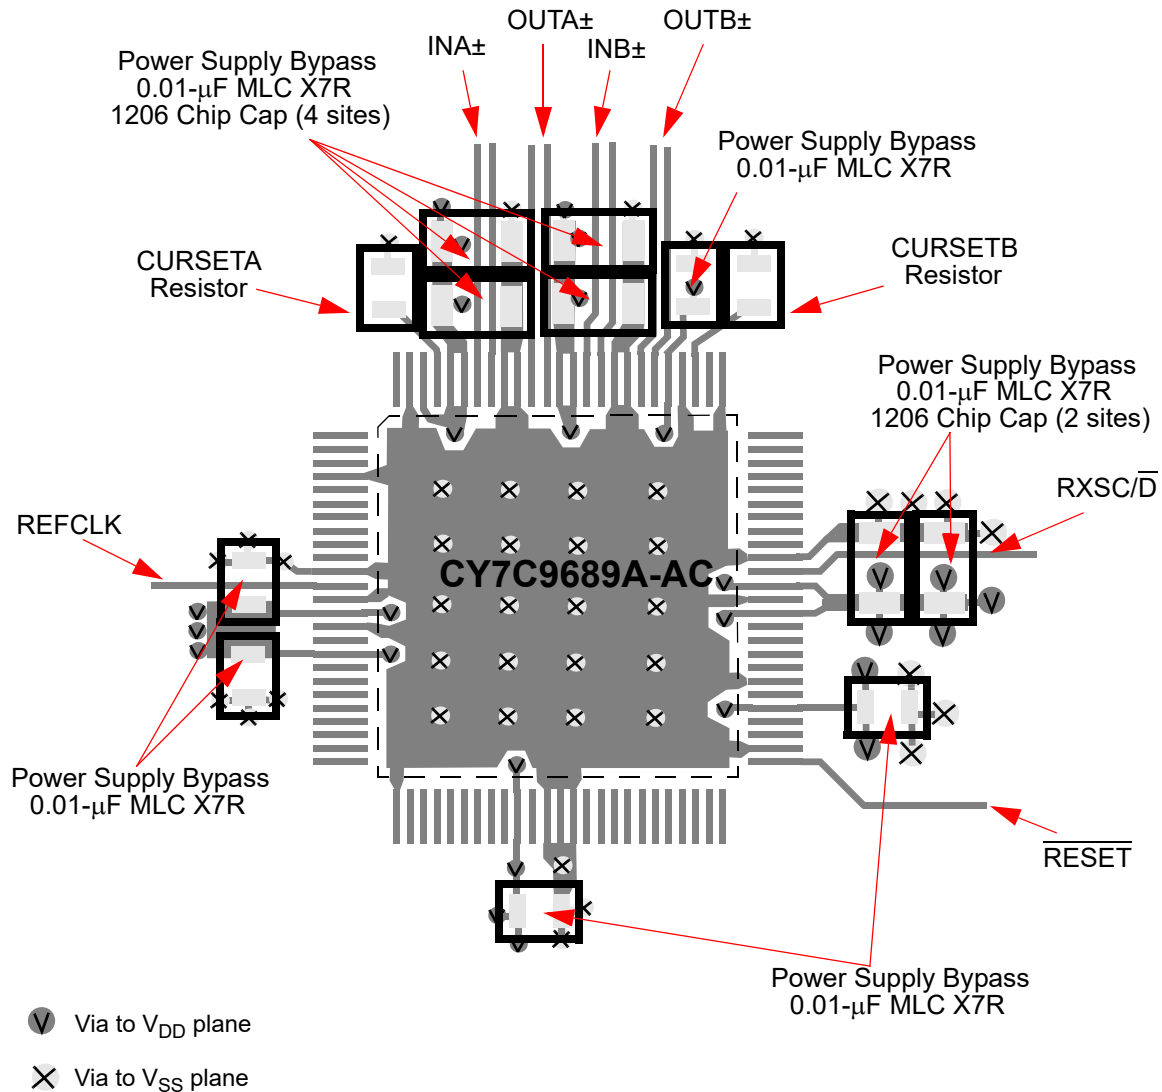 OUTA±
OUTB±
INA±
INB±
Power Supply Bypass
0.01-μF MLC X7R
1206 Chip Cap (4 sites)
Power Supply Bypass
0.01-μF MLC X7R
CURSETA
Resistor
CURSETB
Resistor
Power Supply Bypass
0.01-μF MLC X7R
1206 Chip Cap (2 sites)
RXSC/D̅
REFCLK
CY7C9689A-AC
Power Supply Bypass
0.01-μF MLC X7R
R̅E̅S̅E̅T̅
Power Supply Bypass
0.01-μF MLC X7R
V Via to VDD plane
X Via to VSS plane